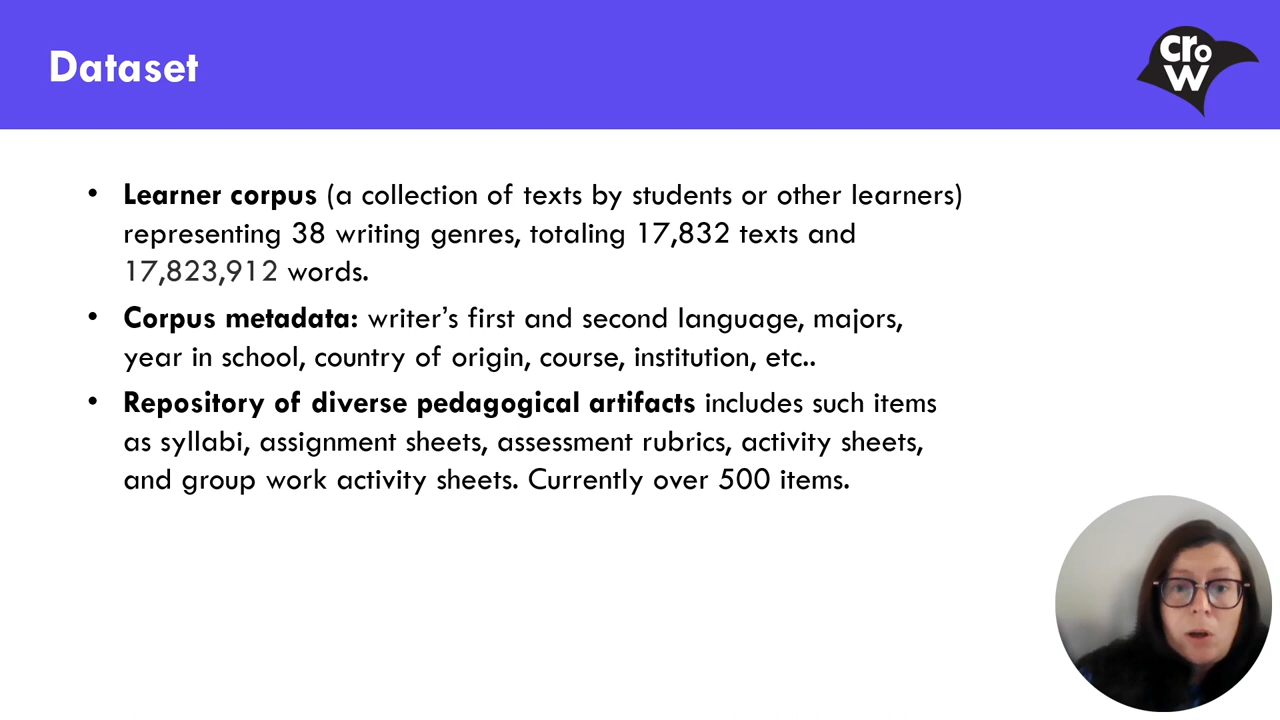 Dataset
croW
• Learner corpus (a collection of texts by students or other learners)
representing 38 writing genres, totaling 17,832 texts and
17,823,912 words.
• Corpus metadata: writer’s first and second language, majors,
year in school, country of origin, course, institution, etc..
• Repository of diverse pedagogical artifacts includes such items
as syllabi, assignment sheets, assessment rubrics, activity sheets,
and group work activity sheets. Currently over 500 items.